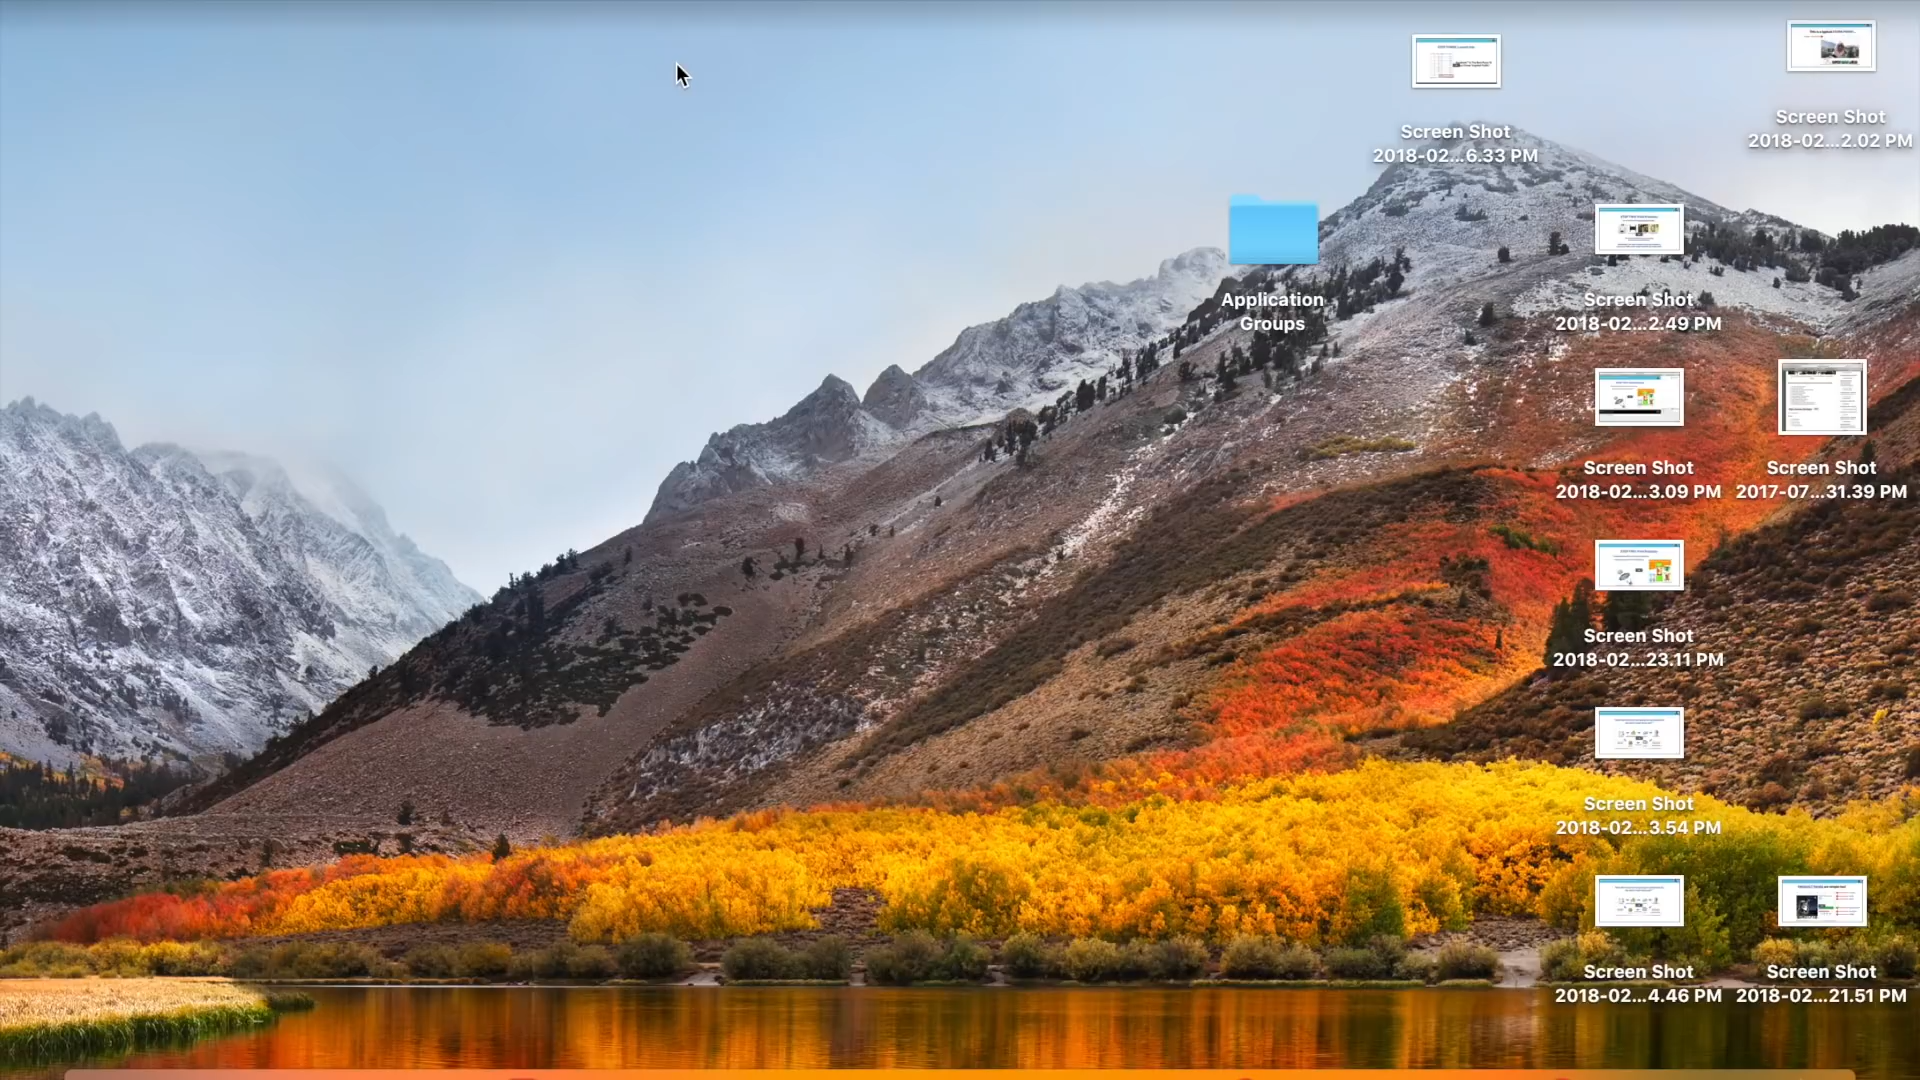 Screen Shot
2018-02...6.33 PM
Screen Shot
2018-02...2.02 PM
Application
Groups
Screen Shot
2018-02...2.49 PM
Screen Shot
2018-02...3.09 PM
Screen Shot
2017-07...31.39 PM
Screen Shot
2018-02...23.11 PM
Screen Shot
2018-02...3.54 PM
Screen Shot
2018-02...4.46 PM
Screen Shot
2018-02...21.51 PM